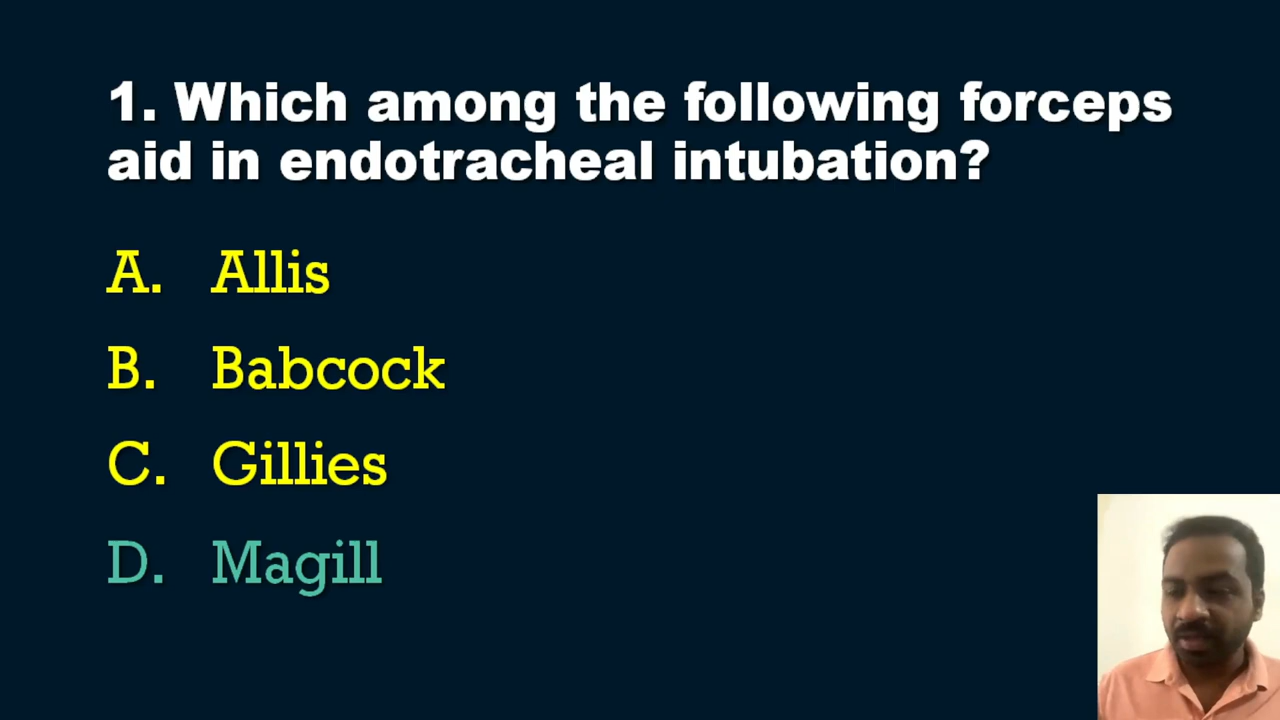 1. Which among the following forceps
aid in endotracheal intubation?
A. Allis
B. Babcock
C. Gillies
D. Magill